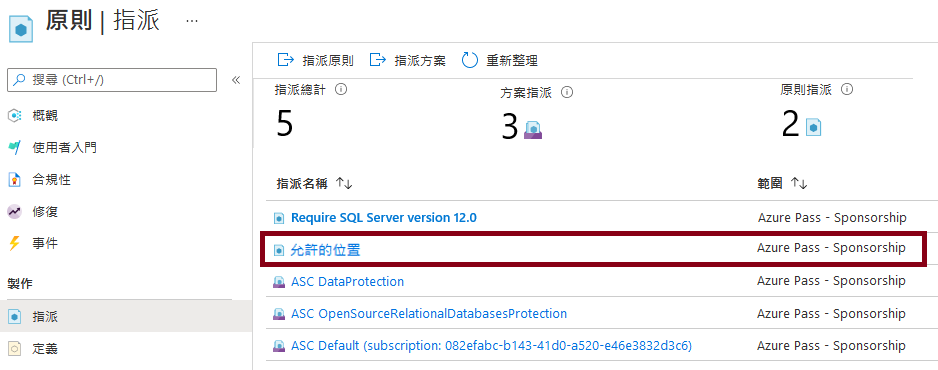 原則 | 指派 ...
搜尋 (Ctrl+/)
«
概觀
使用者入門
合規性
修復
事件
製作
指派
定義
指派原則 指派方案 重新整理
指派總計 方案指派 原則指派
5 3 2
指派名稱 ↑↓ 範圍 ↑↓
Require SQL Server version 12.0 Azure Pass - Sponsorship
允許的位置 Azure Pass - Sponsorship
ASC DataProtection Azure Pass - Sponsorship
ASC OpenSourceRelationalDatabasesProtection Azure Pass - Sponsorship
ASC Default (subscription: 082efabc-b143-41d0-a520-e46e3832d3c6) Azure Pass - Sponsorship